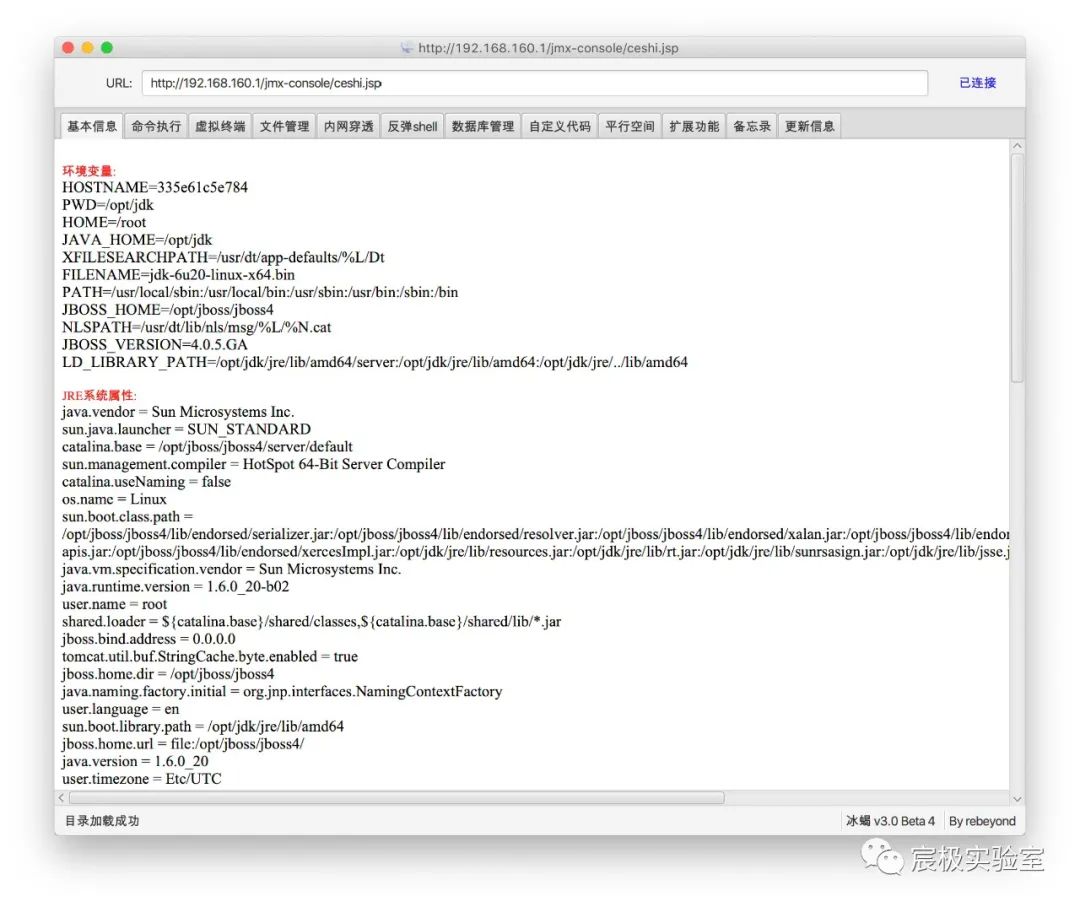 http://192.168.160.1/jmx-console/ceshi.jsp
URL: http://192.168.160.1/jmx-console/ceshi.jsp 已连接
基本信息 命令执行 虚拟终端 文件管理 内网穿透 反弹shell 数据库管理 自定义代码 平行空间 扩展功能 备忘录 更新信息
环境变量:
HOSTNAME=335e61c5e784
PWD=/opt/jdk
HOME=/root
JAVA_HOME=/opt/jdk
XFILESEARCHPATH=/usr/dt/app-defaults/%L/Dt
FILENAME=jdk-6u20-linux-x64.bin
PATH=/usr/local/sbin:/usr/local/bin:/usr/sbin:/usr/bin:/sbin:/bin
JBOSS_HOME=/opt/jboss/jboss4
NLSPATH=/usr/dt/lib/nls/msg/%L/%N.cat
JBOSS_VERSION=4.0.5.GA
LD_LIBRARY_PATH=/opt/jdk/jre/lib/amd64/server:/opt/jdk/jre/lib/amd64:/opt/jdk/jre/../lib/amd64
JRE系统属性:
java.vendor = Sun Microsystems Inc.
sun.java.launcher = SUN_STANDARD
catalina.base = /opt/jboss/jboss4/server/default
sun.management.compiler = HotSpot 64-Bit Server Compiler
catalina.useNaming = false
os.name = Linux
sun.boot.class.path =
/opt/jboss/jboss4/lib/endorsed/serializer.jar:/opt/jboss/jboss4/lib/endorsed/resolver.jar:/opt/jboss/jboss4/lib/endorsed/xalan.jar:/opt/jboss/jboss4/lib/endor
apis.jar:/opt/jboss/jboss4/lib/endorsed/xercesImpl.jar:/opt/jdk/jre/lib/resources.jar:/opt/jdk/jre/lib/rt.jar:/opt/jdk/jre/lib/sunrsasign.jar:/opt/jdk/jre/lib/jsse.j
java.vm.specification.vendor = Sun Microsystems Inc.
java.runtime.version = 1.6.0_20-b02
user.name = root
shared.loader = ${catalina.base}/shared/classes,${catalina.base}/shared/lib/*.jar
jboss.bind.address = 0.0.0.0
tomcat.util.buf.StringCache.byte.enabled = true
jboss.home.dir = /opt/jboss/jboss4
java.naming.factory.initial = org.jnp.interfaces.NamingContextFactory
user.language = en
sun.boot.library.path = /opt/jdk/jre/lib/amd64
jboss.home.url = file:/opt/jboss/jboss4/
java.version = 1.6.0_20
user.timezone = Etc/UTC
目录加载成功 冰蝎 v3.0 Beta 4 By rebeyond
宸极实验室